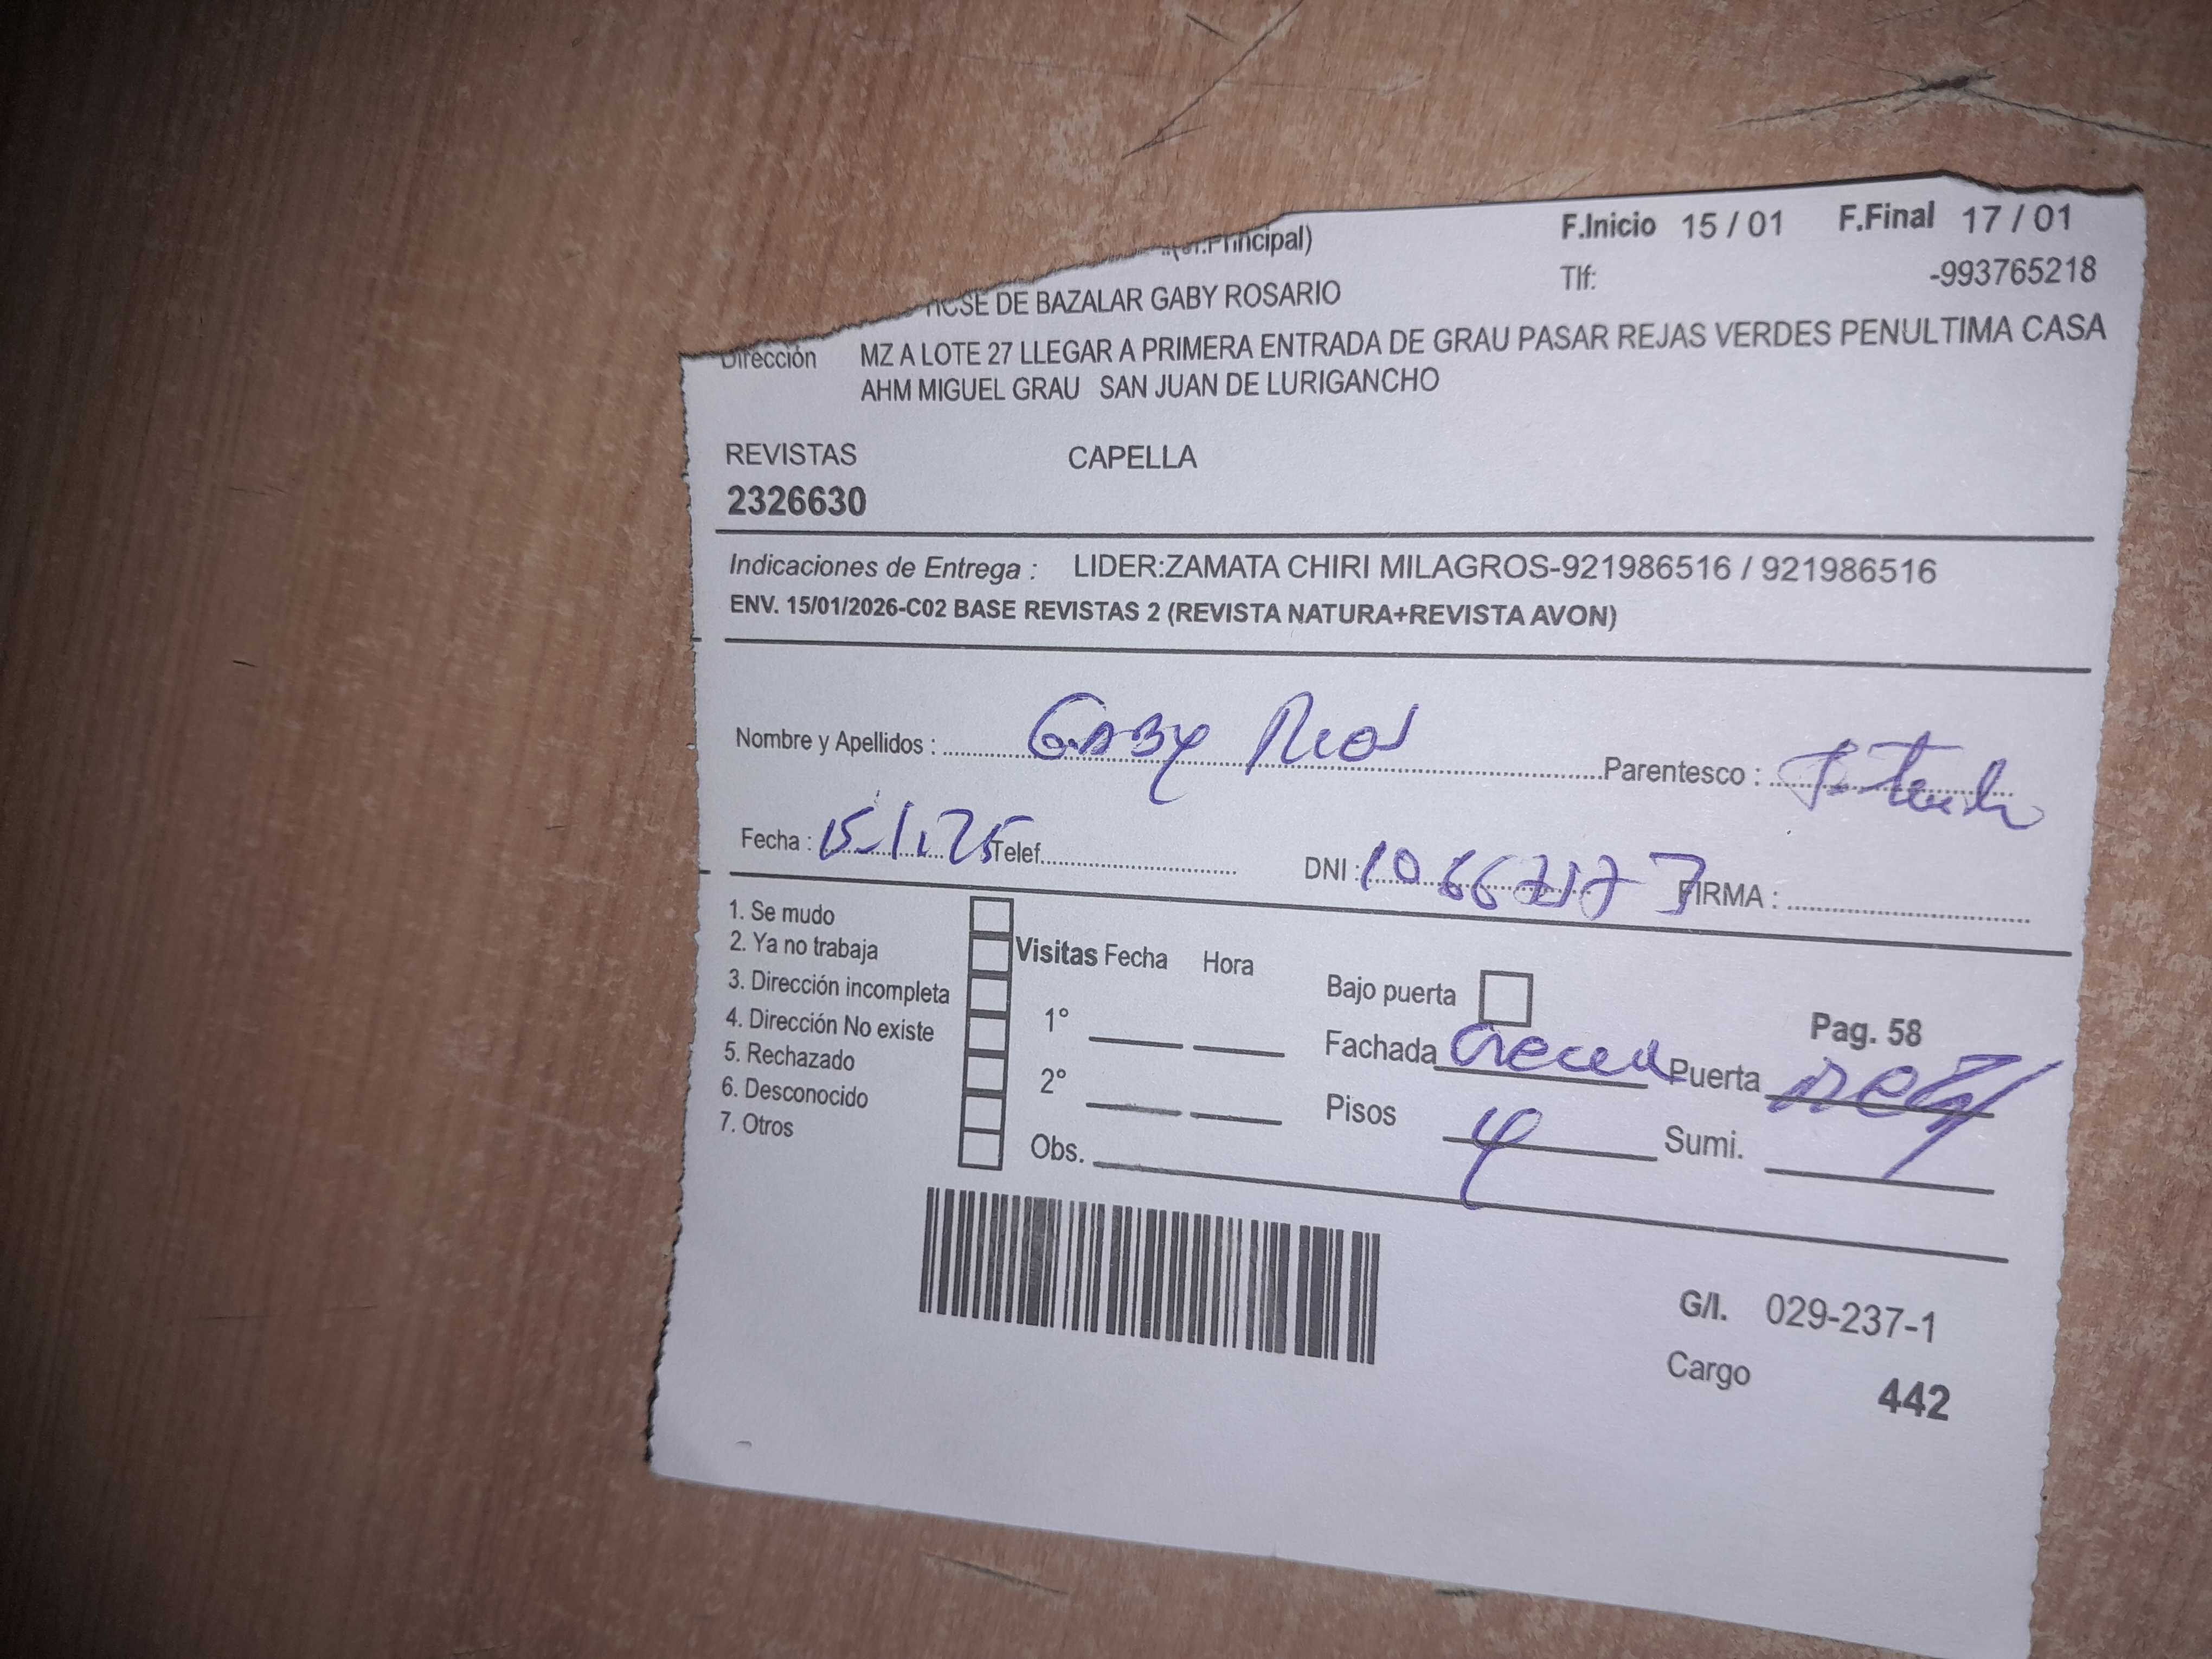 F.Inicio 15 / 01 F.Final 17 / 01
Principal)
Tlf: -993765218
DE BAZALAR GABY ROSARIO
Dirección MZ A LOTE 27 LLEGAR A PRIMERA ENTRADA DE GRAU PASAR REJAS VERDES PENULTIMA CASA
AHM MIGUEL GRAU SAN JUAN DE LURIGANCHO
REVISTAS CAPELLA
2326630
Indicaciones de Entrega : LIDER:ZAMATA CHIRI MILAGROS-921986516 / 921986516
ENV. 15/01/2026-C02 BASE REVISTAS 2 (REVISTA NATURA+REVISTA AVON)
Nombre y Apellidos : GABY Parentesco :
Fecha : Telef. DNI : FIRMA :
1. Se mudo
2. Ya no trabaja
3. Dirección incompleta
4. Dirección No existe
5. Rechazado
6. Desconocido
7. Otros
Visitas Fecha Hora
1°
2°
Obs.
Bajo puerta
Pag. 58
Fachada Puerta
Pisos 4 Sumi.
G/I. 029-237-1
Cargo 442